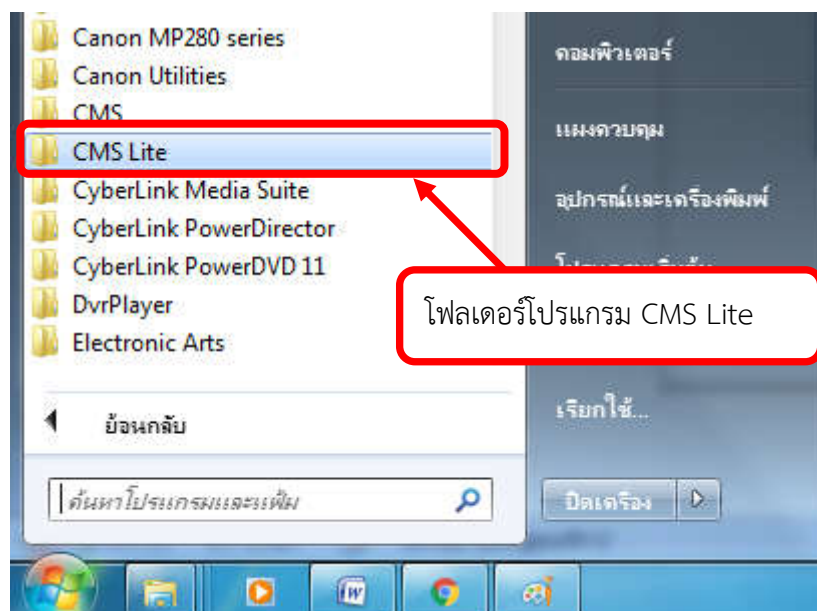 Canon MP280 series
Canon Utilities
CMS
CMS Lite
CyberLink Media Suite
CyberLink PowerDirector
CyberLink PowerDVD 11
DvrPlayer
Electronic Arts
ย้อนกลับ
ค้นหาโปรแกรมและแฟ้ม
คอมพิวเตอร์
แผงควบคุม
อุปกรณ์และเครื่องพิมพ์
โฟลเดอร์โปรแกรม CMS Lite
เรียกใช้...
ปิดเครื่อง